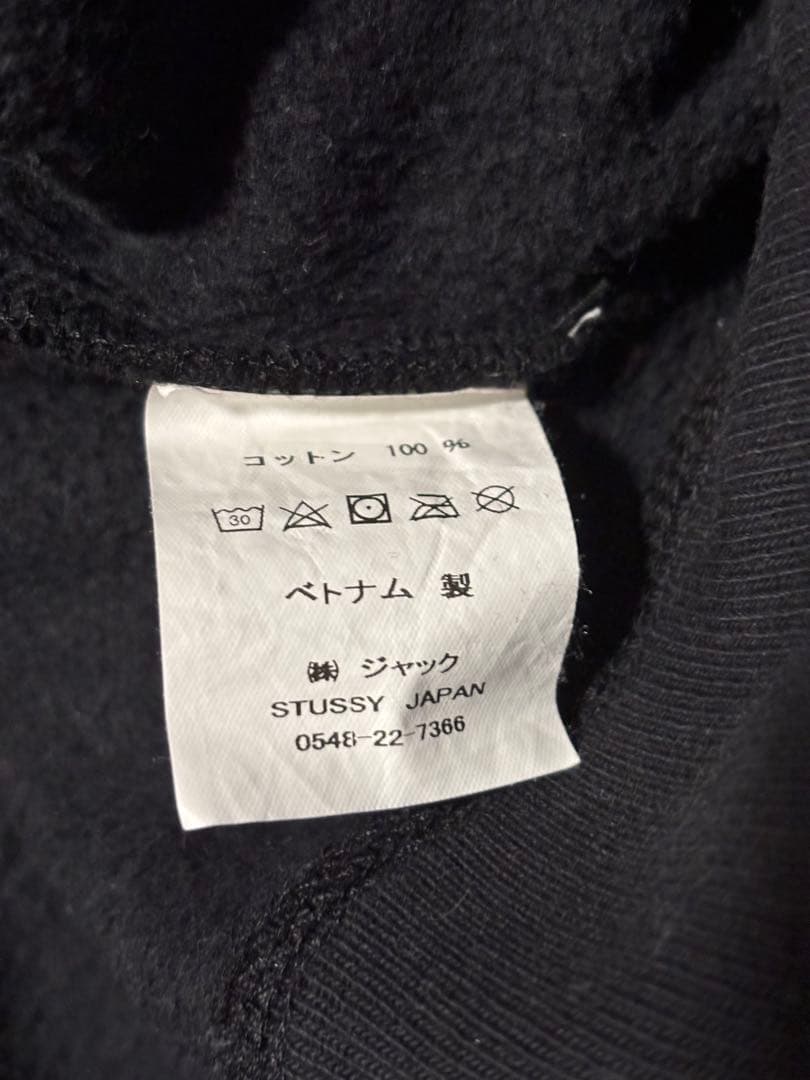 コットン 100 %
30
ベトナム 製
㈱ ジャック
STUSSY JAPAN
0548-22-7366